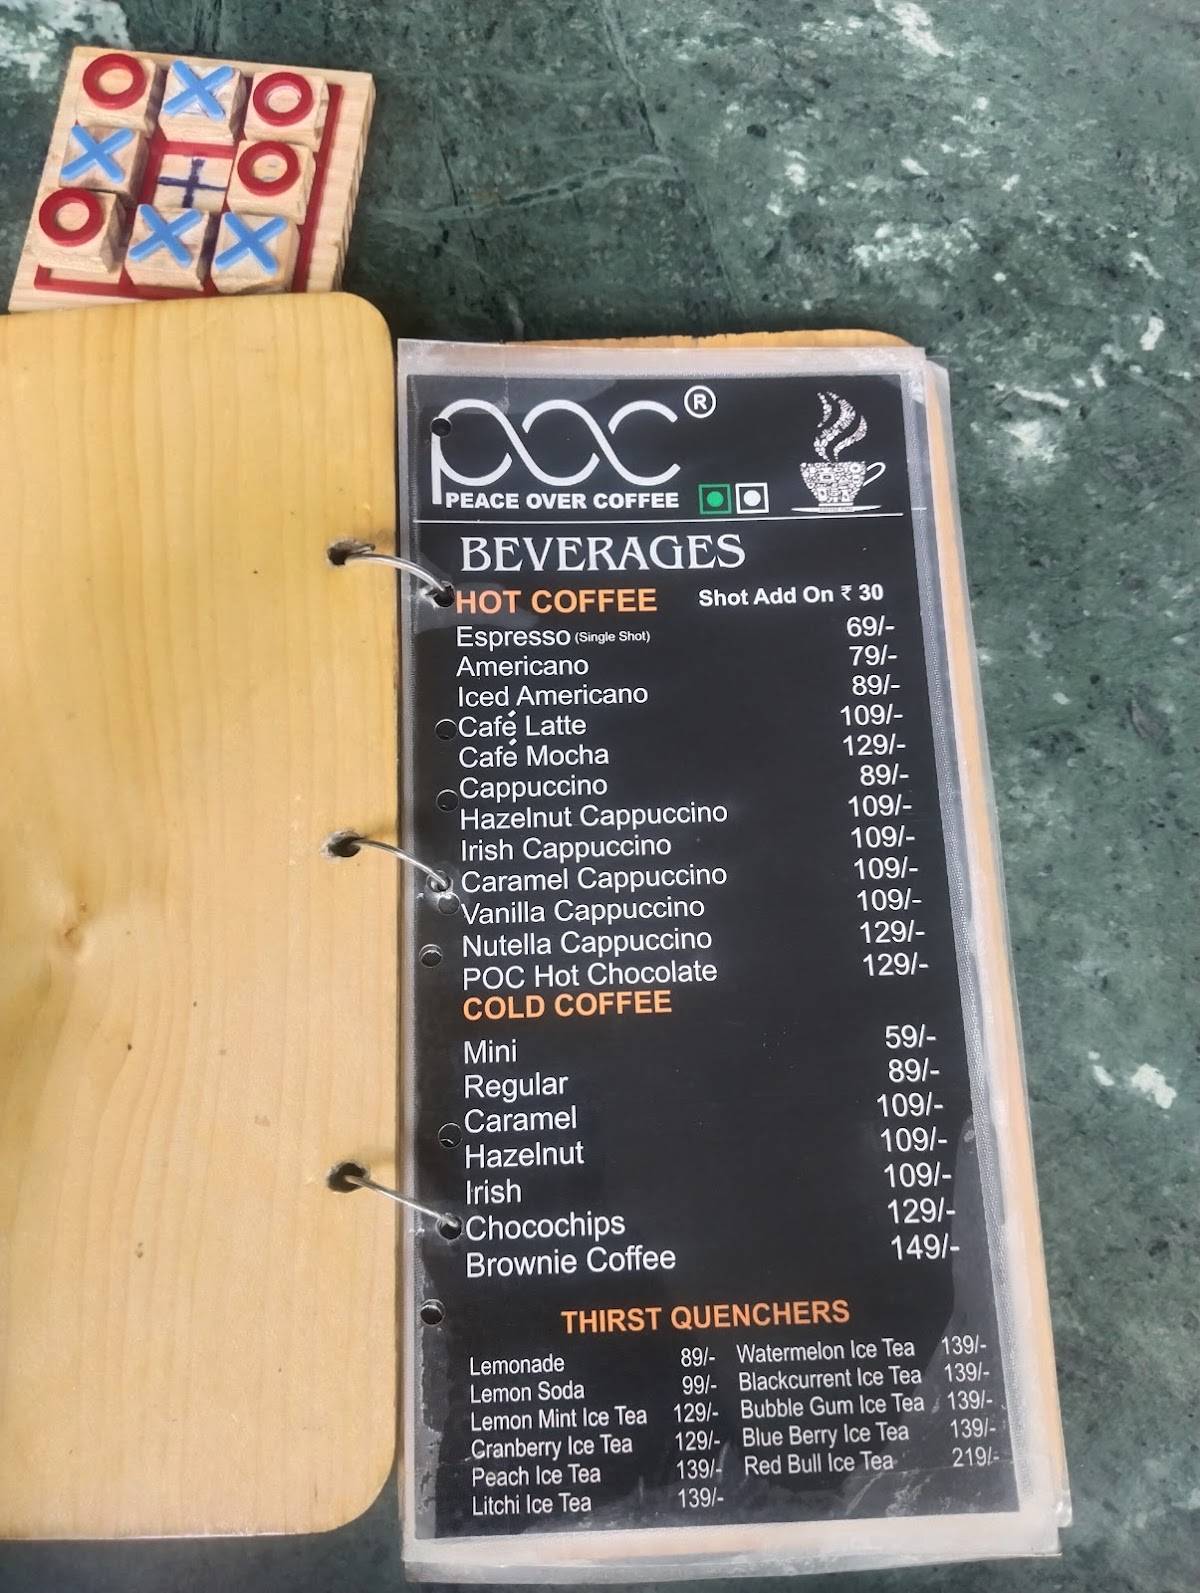 O X O
X + O
O X X
POC ®
PEACE OVER COFFEE
BEVERAGES
HOT COFFEE Shot Add On ₹ 30
Espresso (Single Shot) 69/-
Americano 79/-
Iced Americano 89/-
Café Latte 109/-
Café Mocha 129/-
Cappuccino 89/-
Hazelnut Cappuccino 109/-
Irish Cappuccino 109/-
Caramel Cappuccino 109/-
Vanilla Cappuccino 109/-
Nutella Cappuccino 129/-
POC Hot Chocolate 129/-
COLD COFFEE
Mini 59/-
Regular 89/-
Caramel 109/-
Hazelnut 109/-
Irish 109/-
Chocochips 129/-
Brownie Coffee 149/-
THIRST QUENCHERS
Lemonade 89/-
Lemon Soda 99/-
Lemon Mint Ice Tea 129/-
Cranberry Ice Tea 129/-
Peach Ice Tea 139/-
Litchi Ice Tea 139/-
Watermelon Ice Tea 139/-
Blackcurrent Ice Tea 139/-
Bubble Gum Ice Tea 139/-
Blue Berry Ice Tea 139/-
Red Bull Ice Tea 219/-